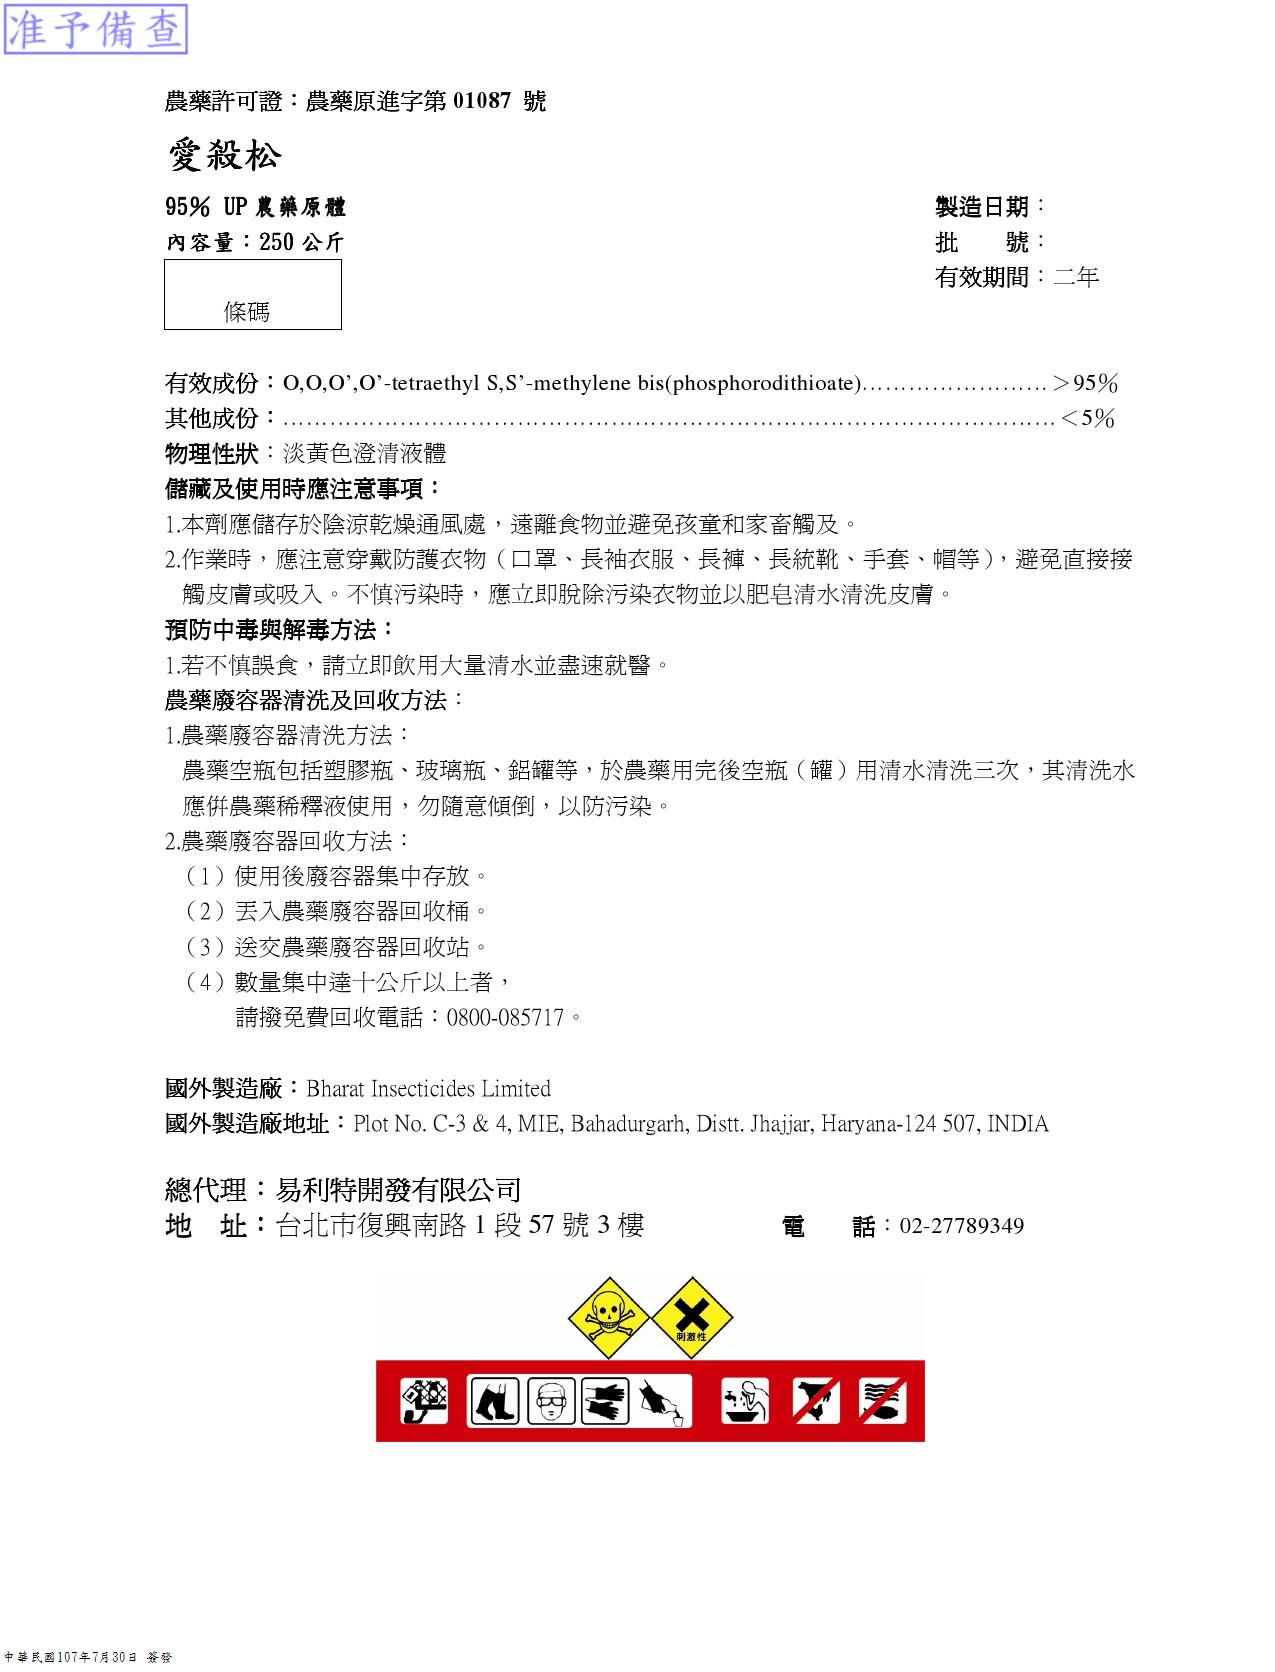 准予備查
農藥許可證：農藥原進字第 01087 號
愛殺松
95% UP 農藥原體
製造日期：
內容量：250 公斤
批　　號：
有效期間：二年
條碼
有效成份：O,O,O’,O’-tetraethyl S,S’-methylene bis(phosphorodithioate)……………………＞95%
其他成份：………………………………………………………………………………………＜5%
物理性狀：淡黃色澄清液體
儲藏及使用時應注意事項：
1.本劑應儲存於陰涼乾燥通風處，遠離食物並避免孩童和家畜觸及。
2.作業時，應注意穿戴防護衣物（口罩、長袖衣服、長褲、長統靴、手套、帽等），避免直接接
觸皮膚或吸入。不慎污染時，應立即脫除污染衣物並以肥皂清水清洗皮膚。
預防中毒與解毒方法：
1.若不慎誤食，請立即飲用大量清水並盡速就醫。
農藥廢容器清洗及回收方法：
1.農藥廢容器清洗方法：
農藥空瓶包括塑膠瓶、玻璃瓶、鋁罐等，於農藥用完後空瓶（罐）用清水清洗三次，其清洗水
應併農藥稀釋液使用，勿隨意傾倒，以防污染。
2.農藥廢容器回收方法：
（1）使用後廢容器集中存放。
（2）丟入農藥廢容器回收桶。
（3）送交農藥廢容器回收站。
（4）數量集中達十公斤以上者，
請撥免費回收電話：0800-085717。
國外製造廠：Bharat Insecticides Limited
國外製造廠地址：Plot No. C-3 & 4, MIE, Bahadurgarh, Distt. Jhajjar, Haryana-124 507, INDIA
總代理：易利特開發有限公司
地　址：台北市復興南路 1 段 57 號 3 樓
電　　話：02-27789349
刺激性
中華民國107年7月30日 簽發